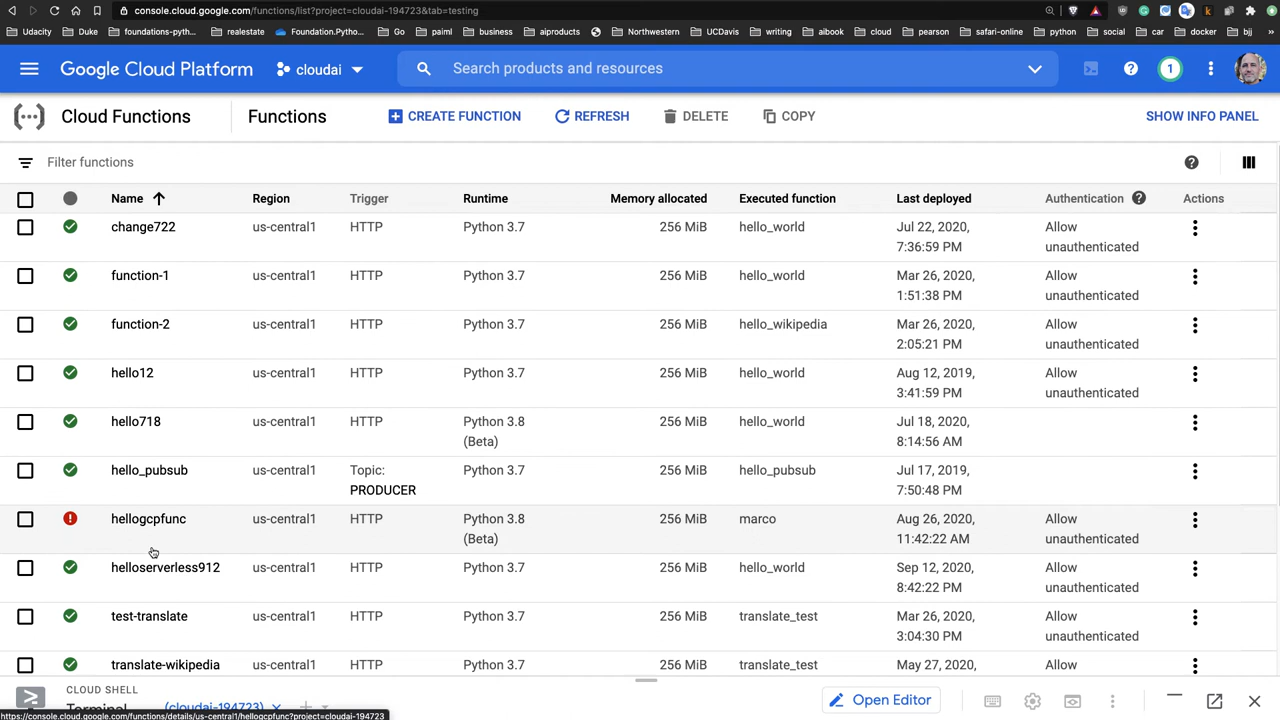 console.cloud.google.com/functions/list?project=cloudai-194723&tab=testing
Udacity Duke foundations-pyth... realestate Foundation.Pytho... Go paiml business aiproducts Northwestern UCDavis writing aibook cloud pearson safari-online python social car docker bjj »
Google Cloud Platform cloudai Search products and resources 1
Cloud Functions Functions CREATE FUNCTION REFRESH DELETE COPY SHOW INFO PANEL
Filter functions
Name Region Trigger Runtime Memory allocated Executed function Last deployed Authentication Actions
change722 us-central1 HTTP Python 3.7 256 MiB hello_world Jul 22, 2020, Allow
7:36:59 PM unauthenticated
function-1 us-central1 HTTP Python 3.7 256 MiB hello_world Mar 26, 2020, Allow
1:51:38 PM unauthenticated
function-2 us-central1 HTTP Python 3.7 256 MiB hello_wikipedia Mar 26, 2020, Allow
2:05:21 PM unauthenticated
hello12 us-central1 HTTP Python 3.7 256 MiB hello_world Aug 12, 2019, Allow
3:41:59 PM unauthenticated
hello718 us-central1 HTTP Python 3.8 256 MiB hello_world Jul 18, 2020, Allow
(Beta) 8:14:56 AM unauthenticated
hello_pubsub us-central1 Topic: Python 3.7 256 MiB hello_pubsub Jul 17, 2019,
PRODUCER 7:50:48 PM
hellogcpfunc us-central1 HTTP Python 3.8 256 MiB marco Aug 26, 2020, Allow
(Beta) 11:42:22 AM unauthenticated
helloserverless912 us-central1 HTTP Python 3.7 256 MiB hello_world Sep 12, 2020, Allow
8:42:22 PM unauthenticated
test-translate us-central1 HTTP Python 3.7 256 MiB translate_test Mar 26, 2020, Allow
3:04:30 PM unauthenticated
translate-wikipedia us-central1 HTTP Python 3.7 256 MiB translate_test May 27, 2020, Allow
CLOUD SHELL
Terminal (cloudai-194723) Open Editor
https://console.cloud.google.com/functions/details/us-central1/hellogcpfunc?project=cloudai-194723